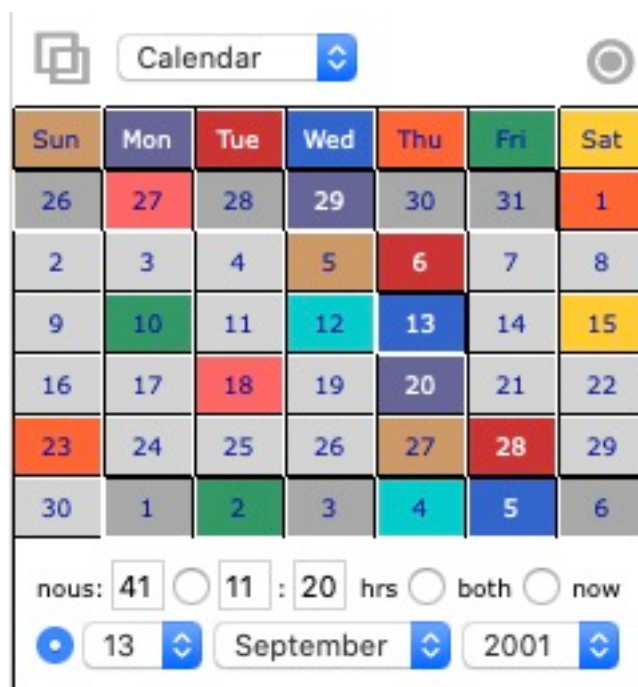 Calendar
Sun Mon Tue Wed Thu Fri Sat
26 27 28 29 30 31 1
2 3 4 5 6 7 8
9 10 11 12 13 14 15
16 17 18 19 20 21 22
23 24 25 26 27 28 29
30 1 2 3 4 5 6
nous: 41 11 : 20 hrs both now
13 September 2001